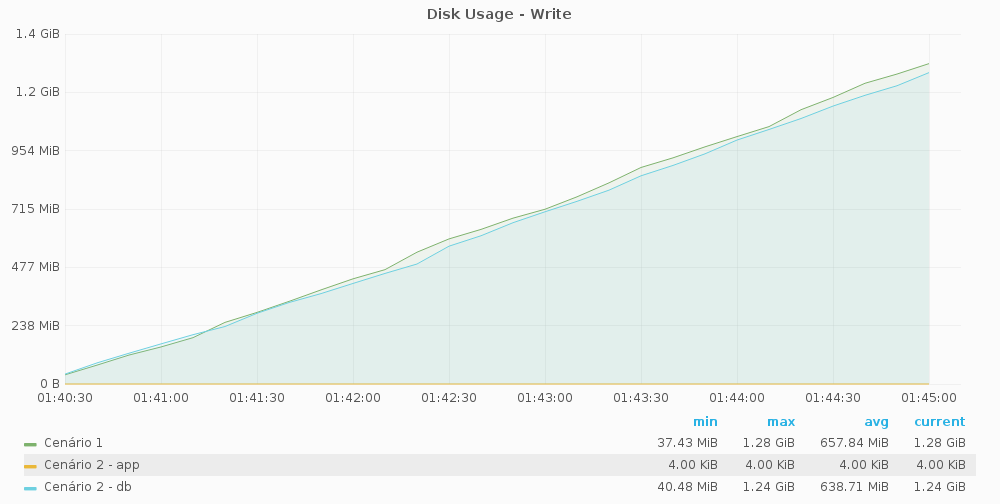 Disk Usage - Write
1.4 GiB
1.2 GiB
954 MiB
715 MiB
477 MiB
238 MiB
0 B
01:40:30 01:41:00 01:41:30 01:42:00 01:42:30 01:43:00 01:43:30 01:44:00 01:44:30 01:45:00
min max avg current
Cenário 1 37.43 MiB 1.28 GiB 657.84 MiB 1.28 GiB
Cenário 2 - app 4.00 KiB 4.00 KiB 4.00 KiB 4.00 KiB
Cenário 2 - db 40.48 MiB 1.24 GiB 638.71 MiB 1.24 GiB